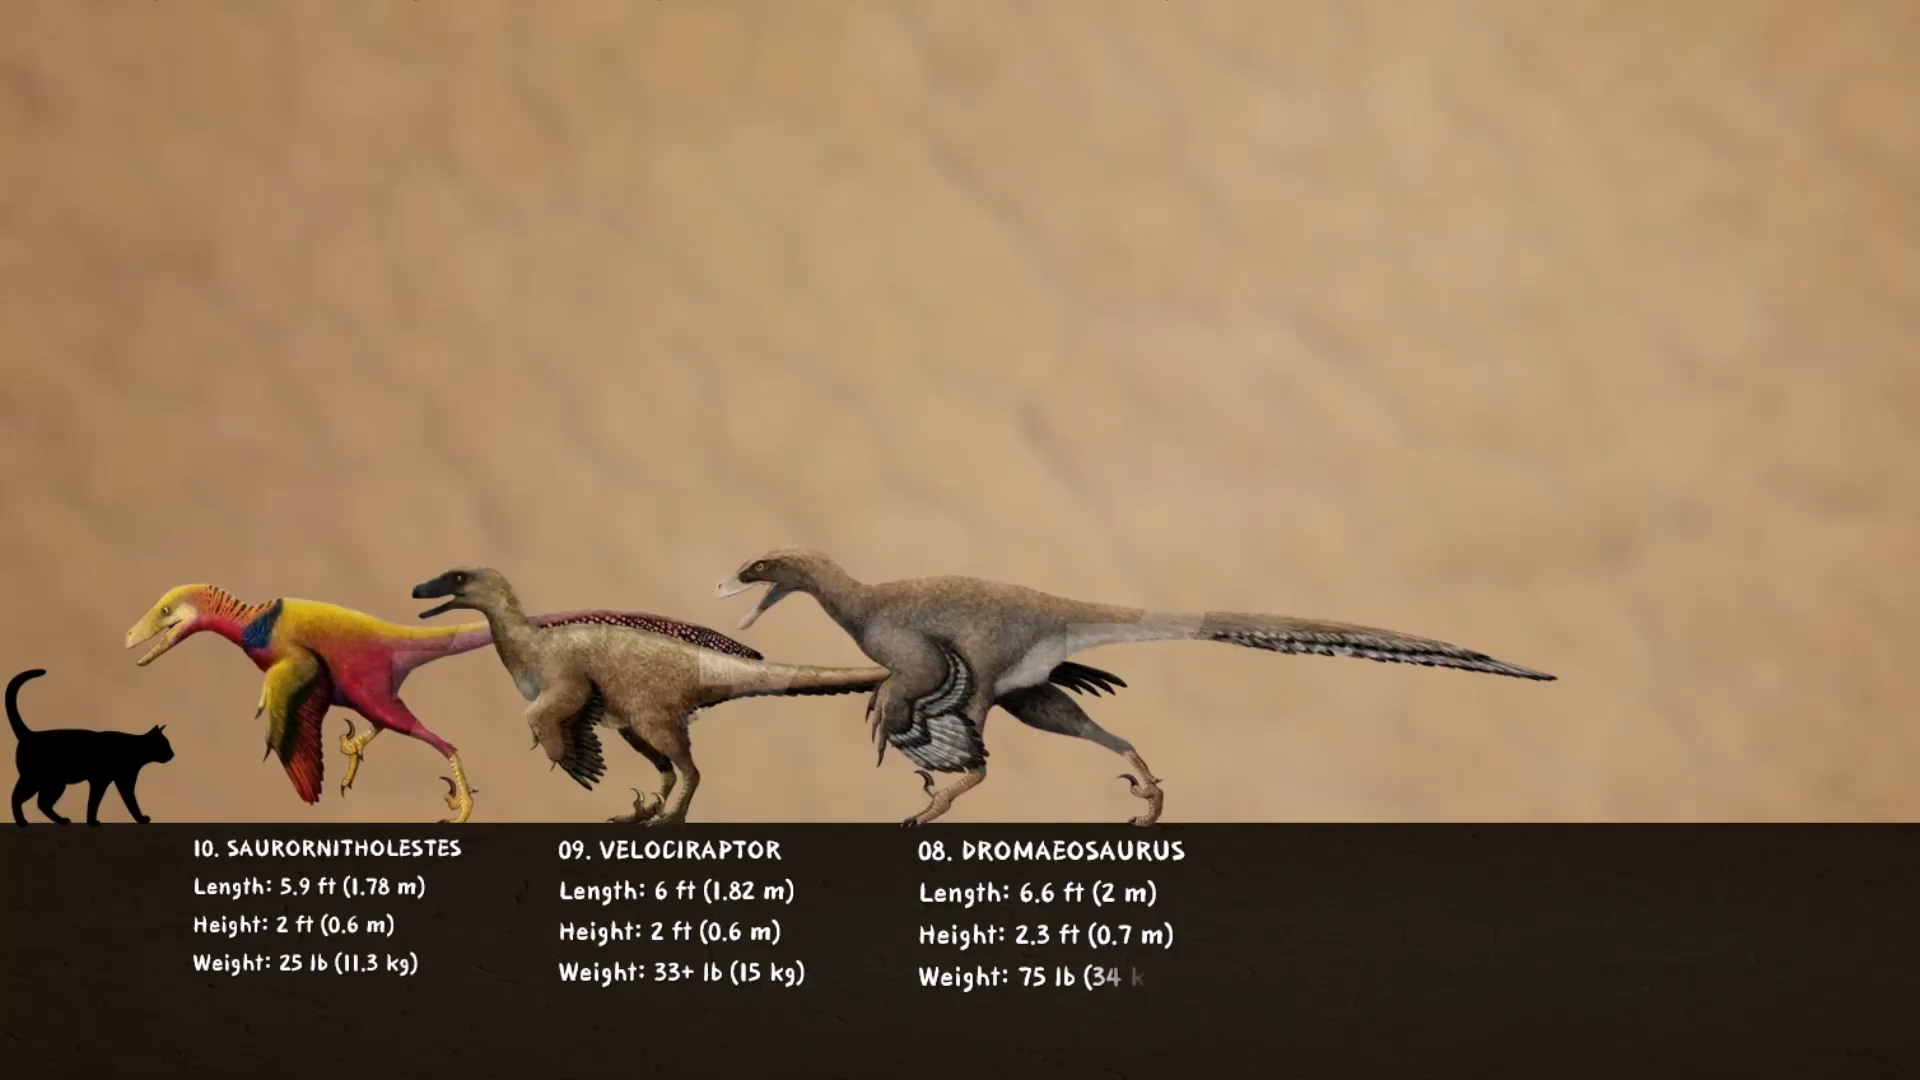 10. SAURORNITHOLESTES
Length: 5.9 ft (1.78 m)
Height: 2 ft (0.6 m)
Weight: 25 lb (11.3 kg)
09. VELOCIRAPTOR
Length: 6 ft (1.82 m)
Height: 2 ft (0.6 m)
Weight: 33+ lb (15 kg)
08. DROMAEOSAURUS
Length: 6.6 ft (2 m)
Height: 2.3 ft (0.7 m)
Weight: 75 lb (34 k